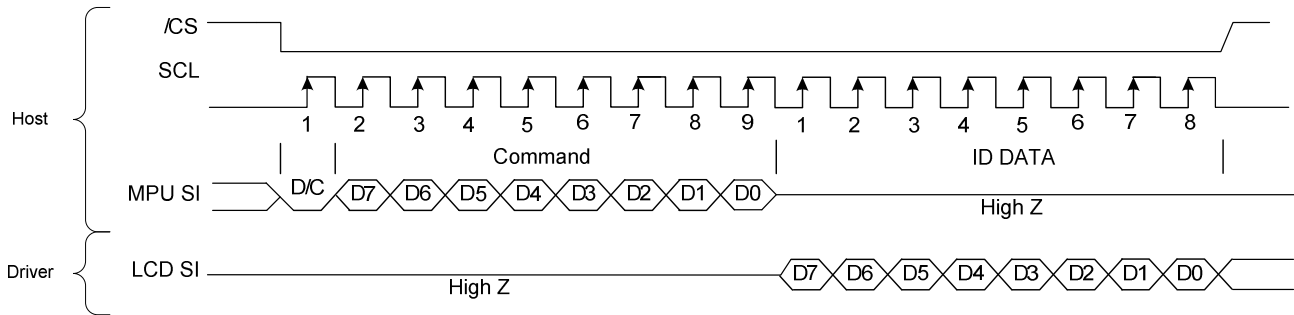 /CS
SCL
Host
1 2 3 4 5 6 7 8 9 1 2 3 4 5 6 7 8
Command ID DATA
MPU SI D/C D7 D6 D5 D4 D3 D2 D1 D0
High Z
Driver LCD SI D7 D6 D5 D4 D3 D2 D1 D0
High Z